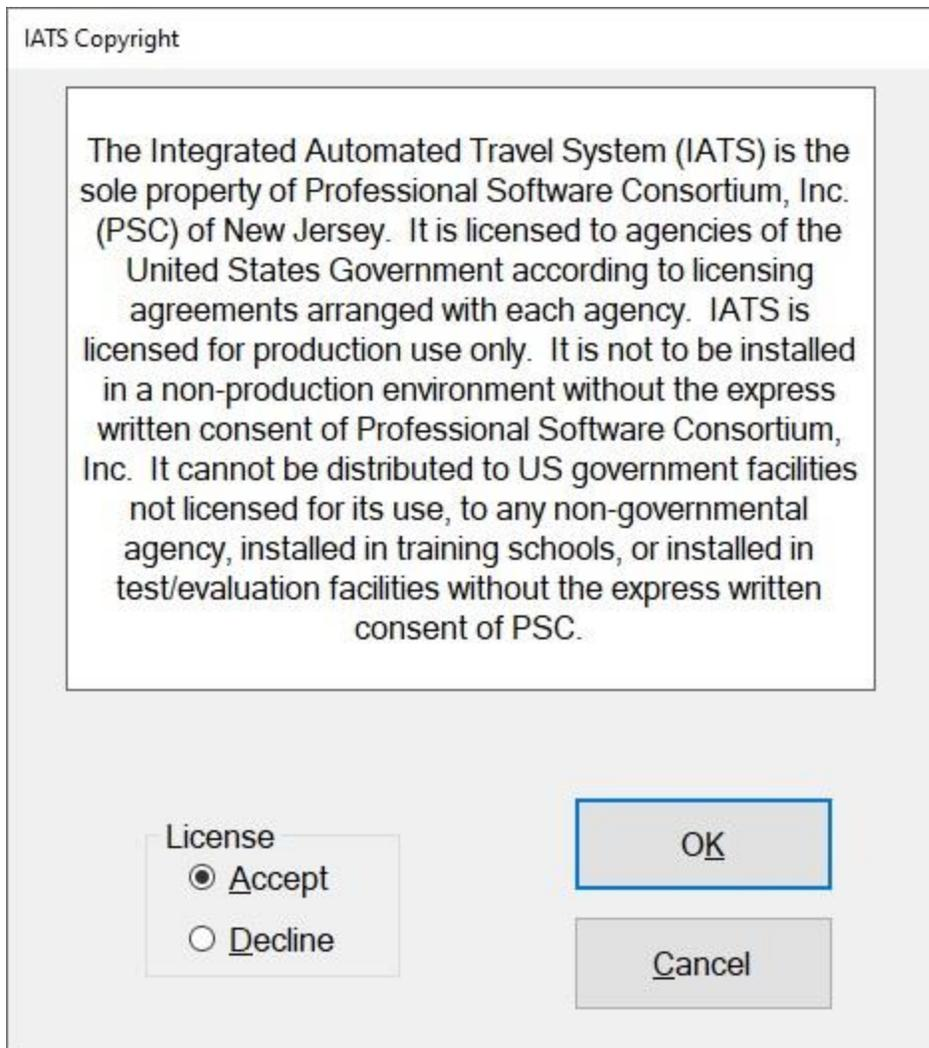 IATS Copyright
The Integrated Automated Travel System (IATS) is the
sole property of Professional Software Consortium, Inc.
(PSC) of New Jersey.  It is licensed to agencies of the
United States Government according to licensing
agreements arranged with each agency.  IATS is
licensed for production use only.  It is not to be installed
in a non-production environment without the express
written consent of Professional Software Consortium,
Inc.  It cannot be distributed to US government facilities
not licensed for its use, to any non-governmental
agency, installed in training schools, or installed in
test/evaluation facilities without the express written
consent of PSC.
License
Accept
Decline
OK
Cancel